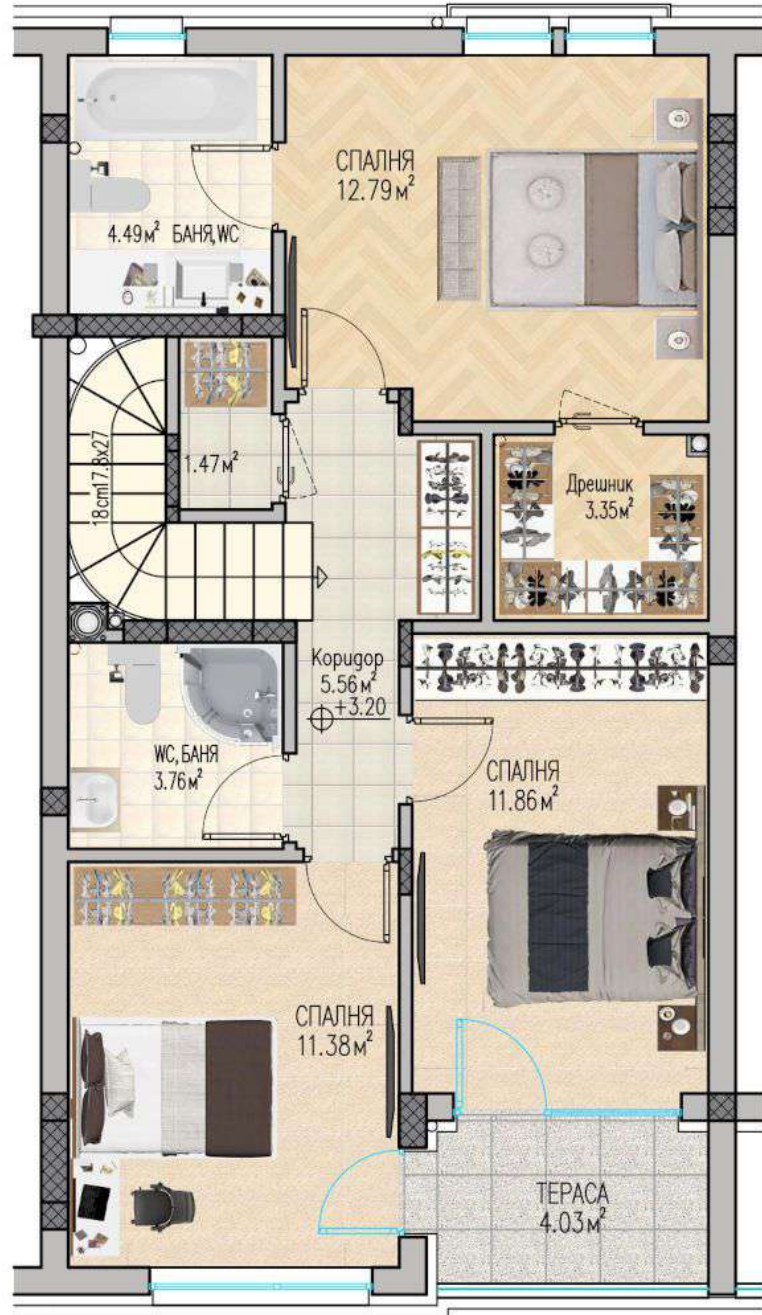 СПАЛНЯ
12.79м²
4.49м² БАНЯ,WC
1.47м²
18cm17.8x27
Дрешник
3.35м²
Коридор
5.56м²
+3.20
WC, БАНЯ
3.76м²
СПАЛНЯ
11.86м²
СПАЛНЯ
11.38м²
ТЕРАСА
4.03м²